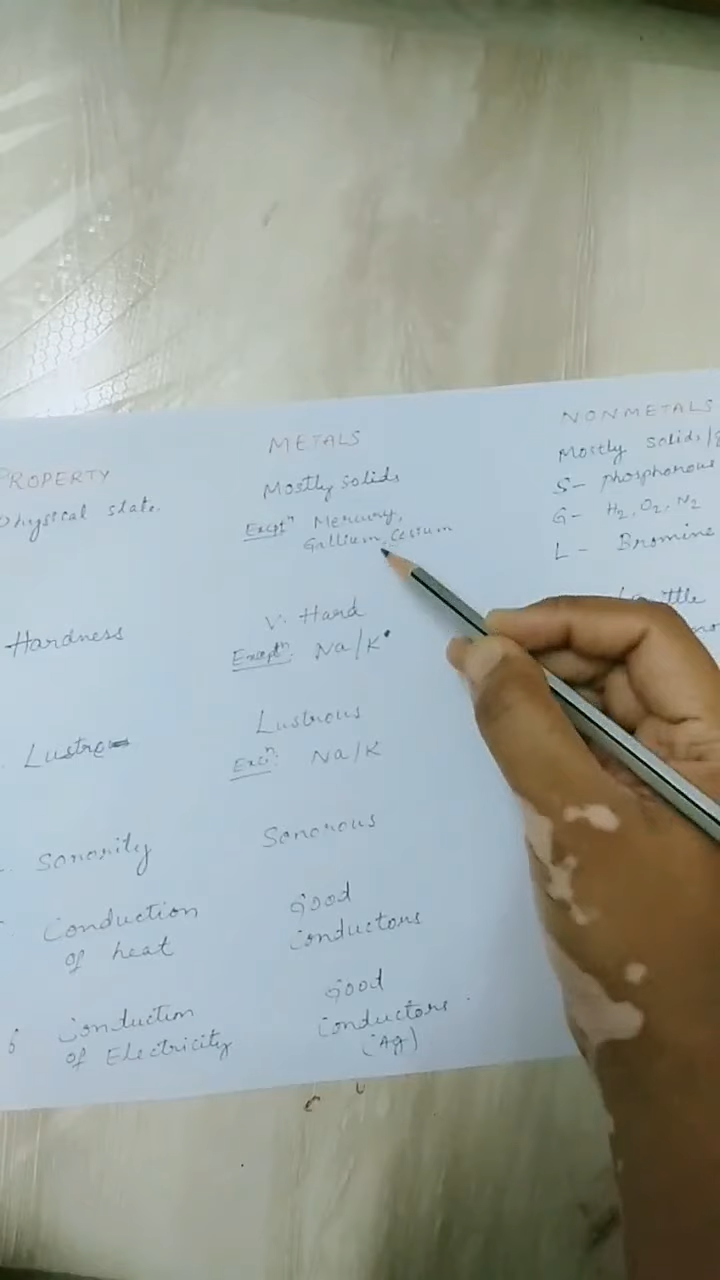 PROPERTY METALS NONMETALS
Physical state. Mostly solids Mostly solids/
Exceptn Mercury, S- phosphorous
Gallium, Cesium G- H2, O2, N2
L- Bromine
Hardness V. Hard
Exceptn: Na/K
Lustre Lustrous
Excn: Na/K
Sonority Sonorous
Conduction Good
of heat Conductors
6 Conduction Good
of Electricity Conductors.
(Ag)